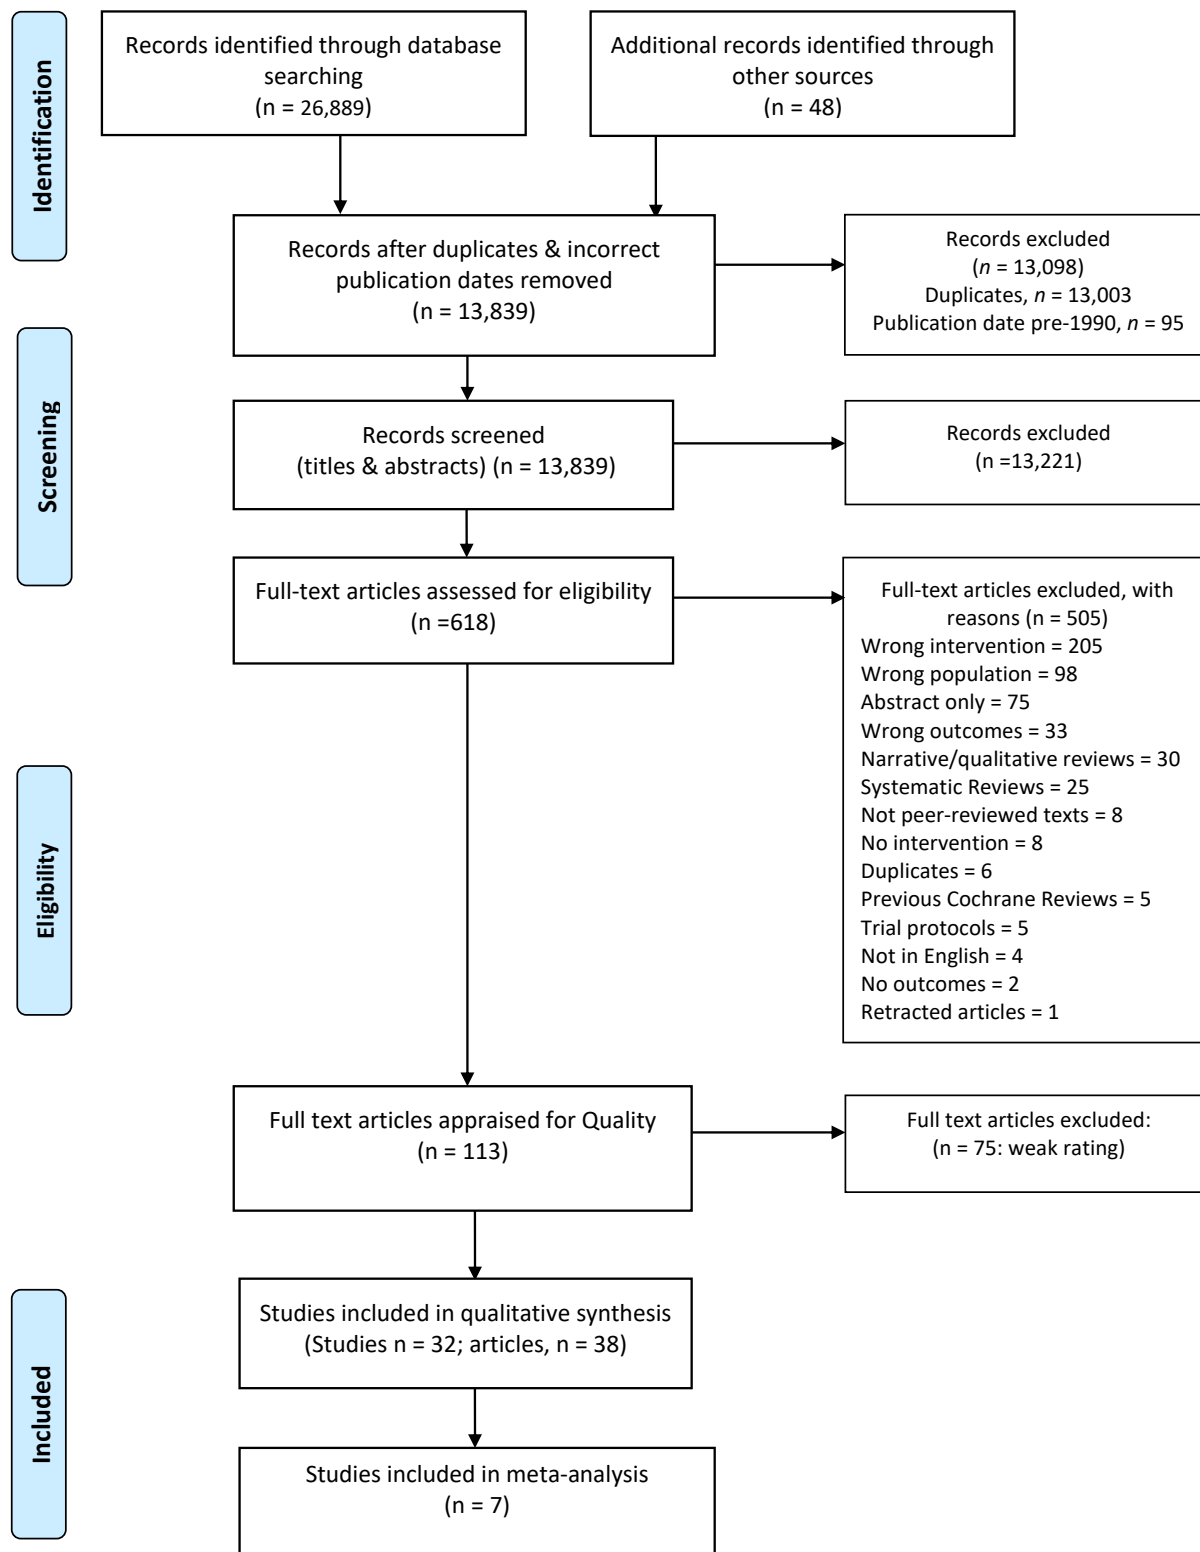 Identification
Records identified through database
searching
(n = 26,889)
Additional records identified through
other sources
(n = 48)
Records after duplicates & incorrect
publication dates removed
(n = 13,839)
Records excluded
(n = 13,098)
Duplicates, n = 13,003
Publication date pre-1990, n = 95
Screening
Records screened
(titles & abstracts) (n = 13,839)
Records excluded
(n =13,221)
Full-text articles assessed for eligibility
(n =618)
Full-text articles excluded, with
reasons (n = 505)
Wrong intervention = 205
Wrong population = 98
Abstract only = 75
Wrong outcomes = 33
Narrative/qualitative reviews = 30
Systematic Reviews = 25
Not peer-reviewed texts = 8
No intervention = 8
Duplicates = 6
Previous Cochrane Reviews = 5
Trial protocols = 5
Not in English = 4
No outcomes = 2
Retracted articles = 1
Eligibility
Full text articles appraised for Quality
(n = 113)
Full text articles excluded:
(n = 75: weak rating)
Included
Studies included in qualitative synthesis
(Studies n = 32; articles, n = 38)
Studies included in meta-analysis
(n = 7)